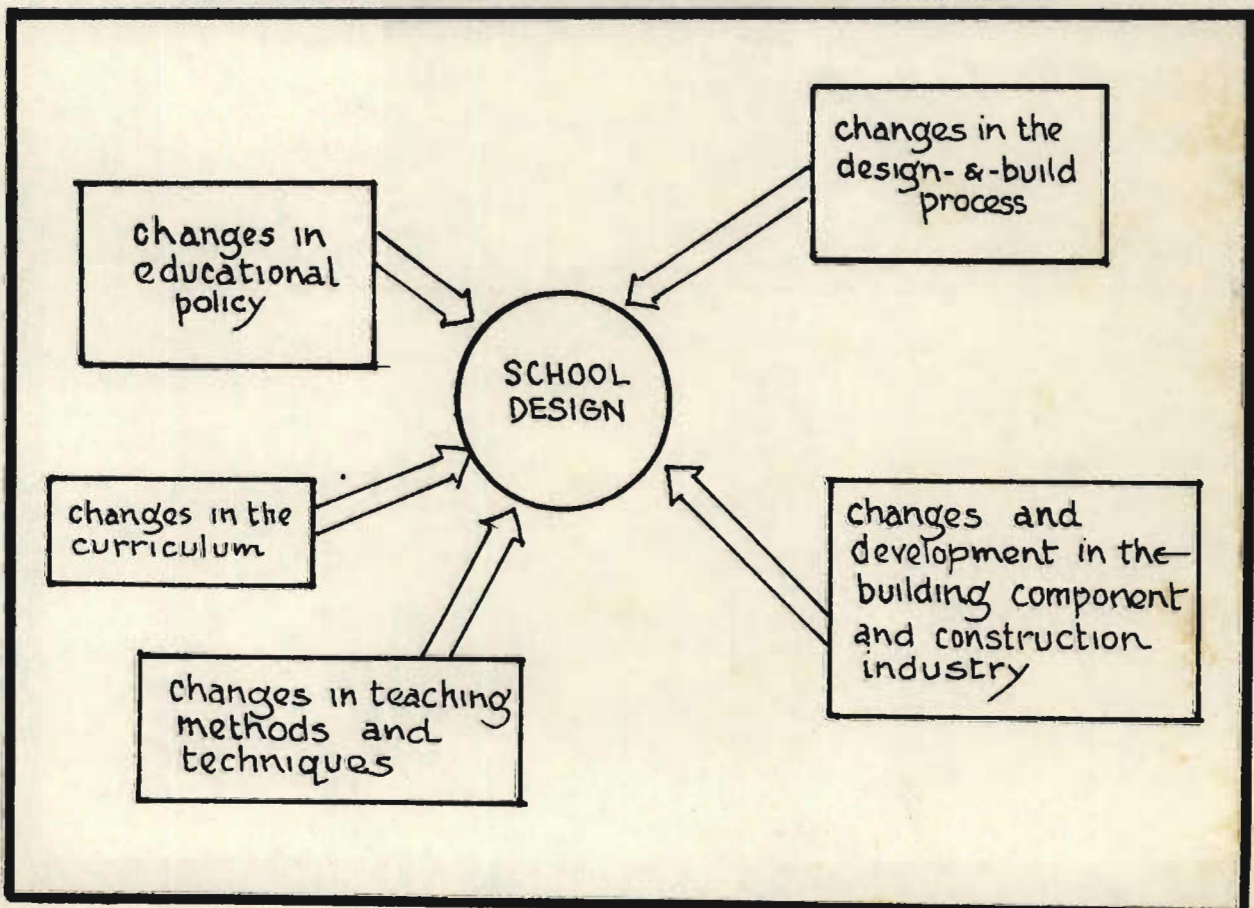 changes in the
design-&-build
process
changes in
educational
policy
SCHOOL
DESIGN
changes in the
curriculum
changes and
development in the
building component
and construction
industry
changes in teaching
methods and
techniques